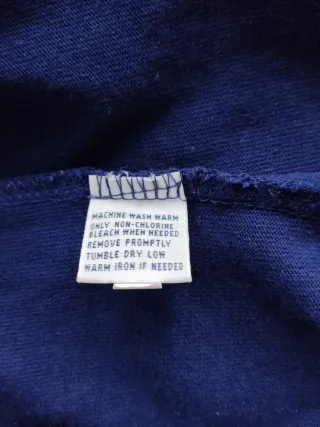 MACHINE WASH WARM
ONLY NON-CHLORINE
BLEACH WHEN NEEDED
REMOVE PROMPTLY
TUMBLE DRY LOW
WARM IRON IF NEEDED